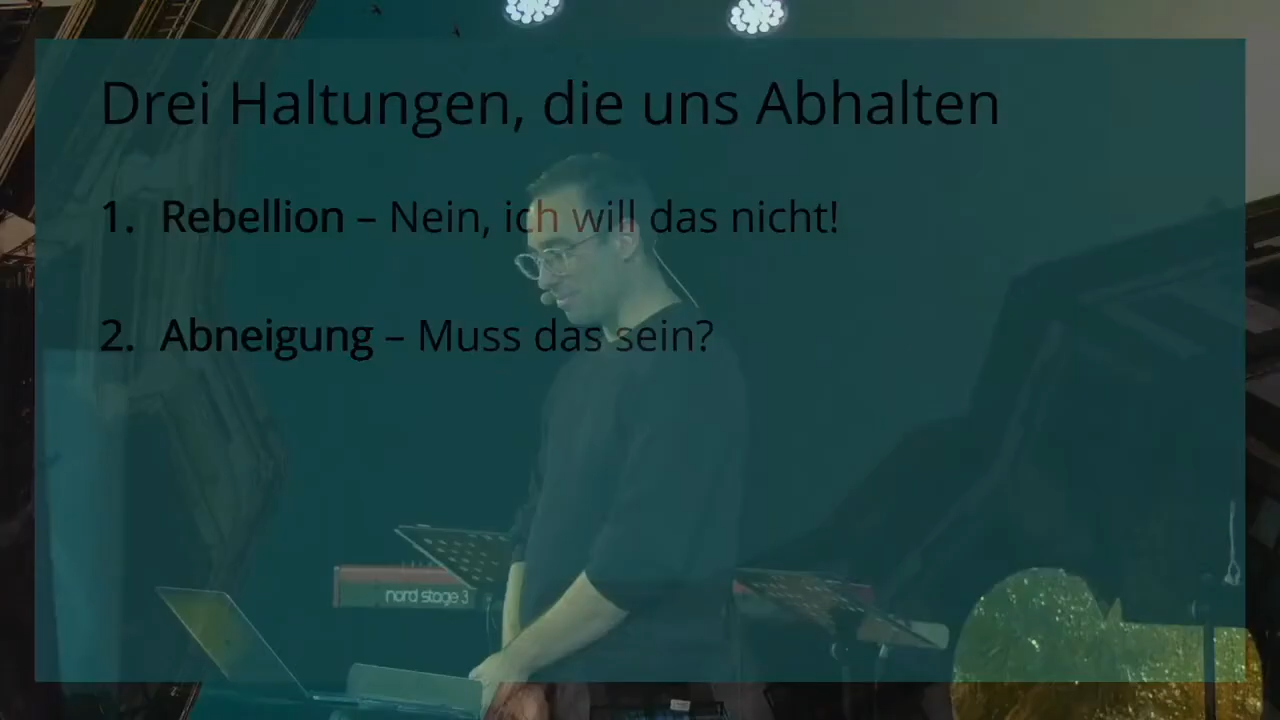 Drei Haltungen, die uns Abhalten
1. Rebellion – Nein, ich will das nicht!
2. Abneigung – Muss das sein?
nord stage 3